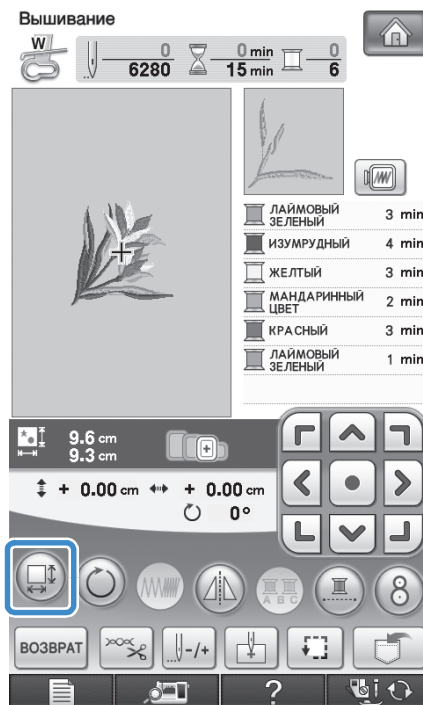 Вышивание
W
0 0 min 0
6280 15 min 6
ЛАЙМОВЫЙ
ЗЕЛЕНЫЙ 3 min
ИЗУМРУДНЫЙ 4 min
ЖЕЛТЫЙ 3 min
МАНДАРИННЫЙ
ЦВЕТ 2 min
КРАСНЫЙ 3 min
ЛАЙМОВЫЙ
ЗЕЛЕНЫЙ 1 min
9.6 cm
9.3 cm
+ 0.00 cm + 0.00 cm
0°
A B C
8
ВОЗВРАТ -/+
? i